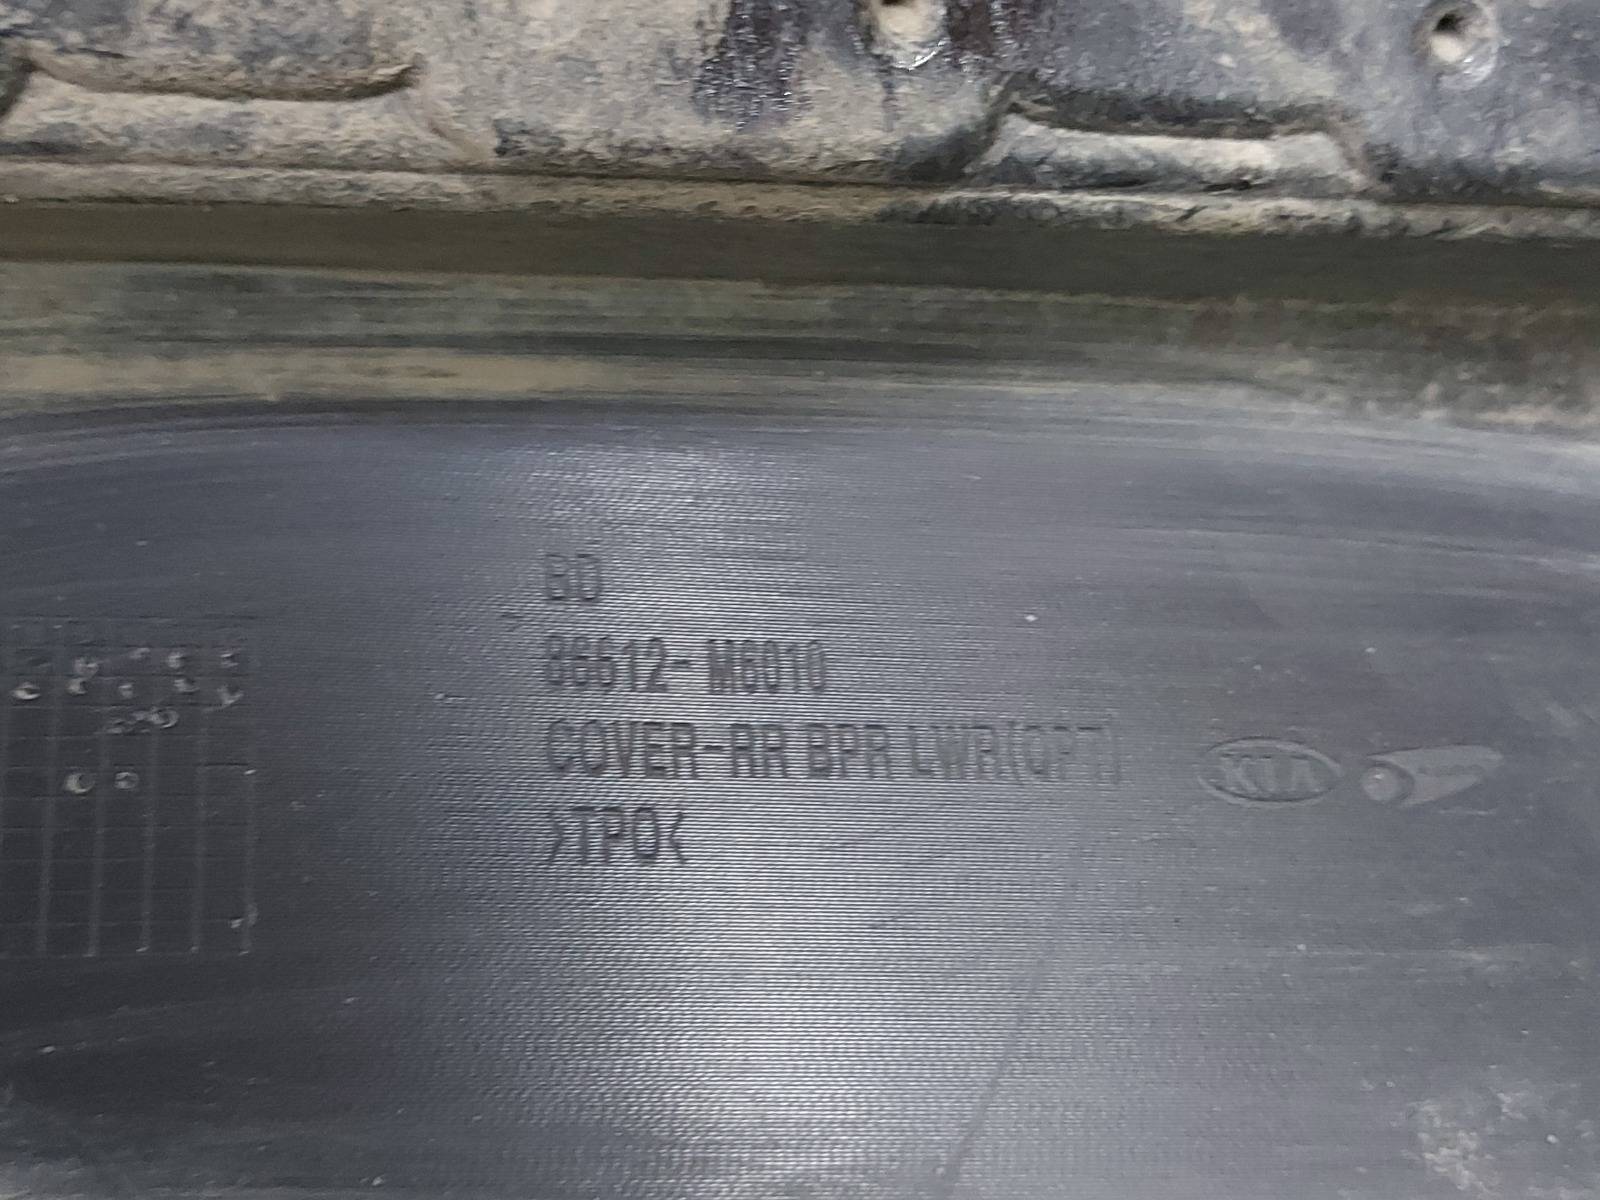 BD
86612-M6010
COVER-RR BPR LWR(OPT)
>TPO<
KIA